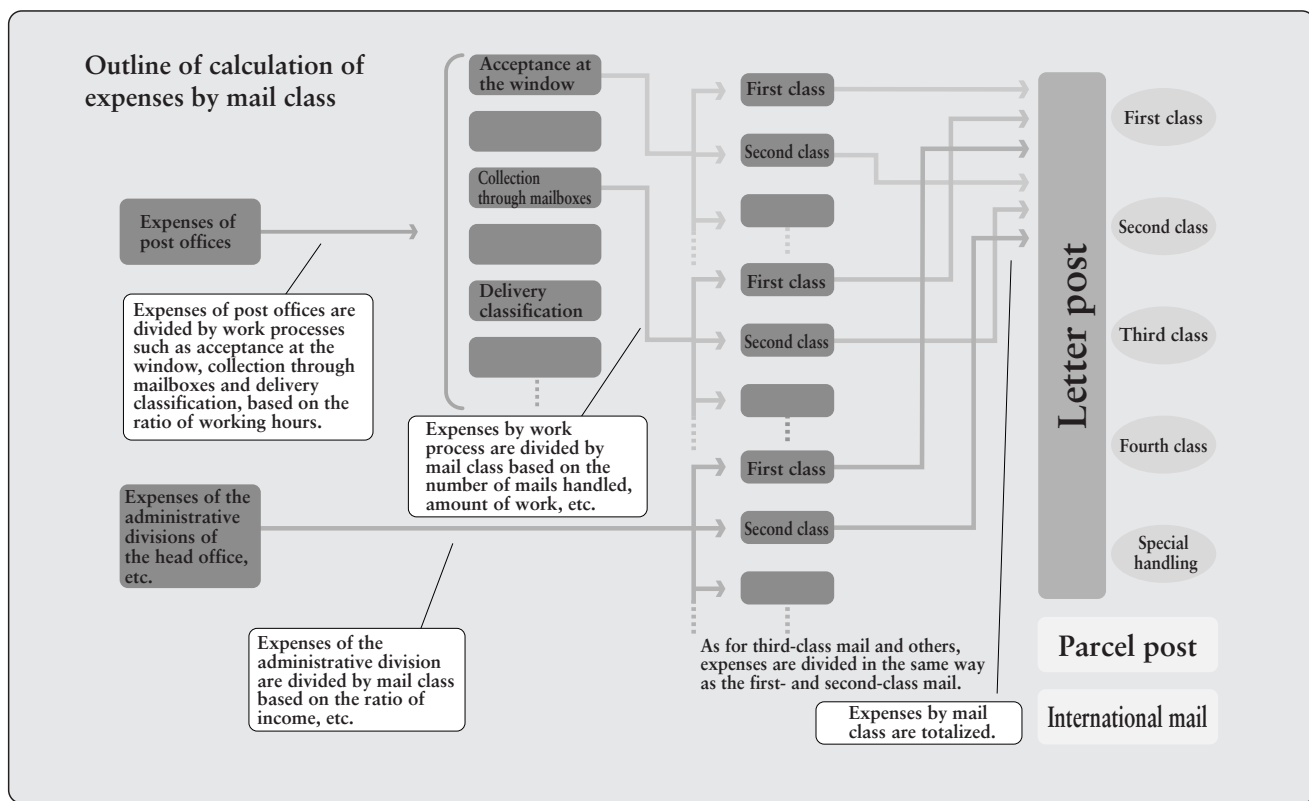 Outline of calculation of
expenses by mail class
Expenses of
post offices
Expenses of post offices are
divided by work processes
such as acceptance at the
window, collection through
mailboxes and delivery
classification, based on the
ratio of working hours.
Expenses of the
administrative
divisions of
the head office,
etc.
Expenses of the
administrative division
are divided by mail class
based on the ratio of
income, etc.
Acceptance at
the window
Collection
through mailboxes
Delivery
classification
Expenses by work
process are divided by
mail class based on the
number of mails handled,
amount of work, etc.
First class
Second class
First class
Second class
First class
Second class
As for third-class mail and others,
expenses are divided in the same way
as the first- and second-class mail.
Expenses by mail
class are totalized.
Letter post
First class
Second class
Third class
Fourth class
Special
handling
Parcel post
International mail